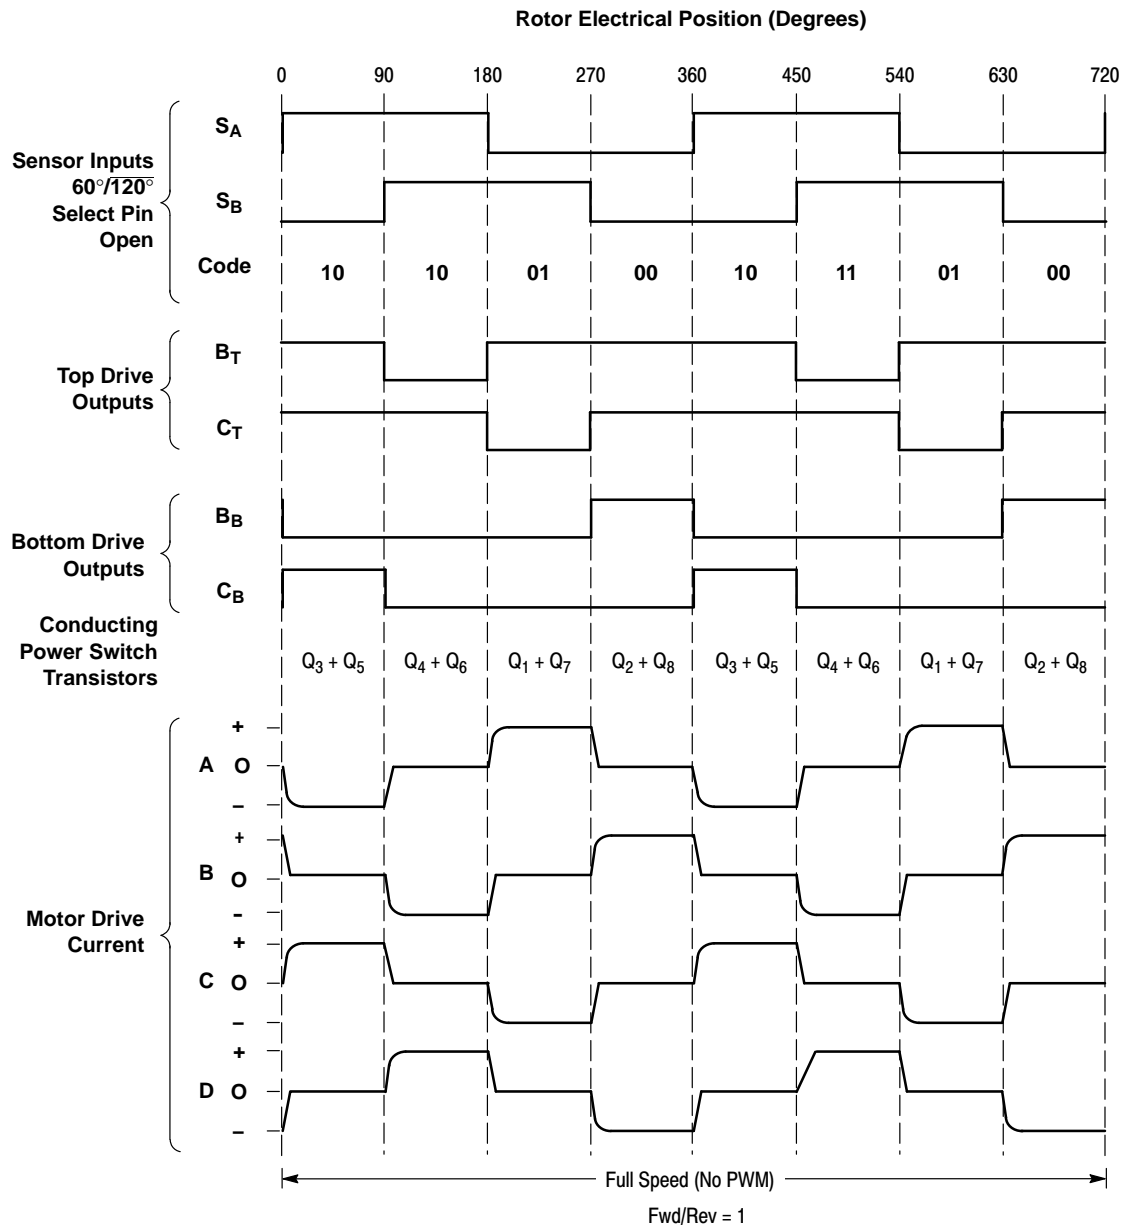 Rotor Electrical Position (Degrees)
0 90 180 270 360 450 540 630 720
Sensor Inputs
60°/120°
Select Pin
Open
SA
SB
Code 10 10 01 00 10 11 01 00
Top Drive
Outputs
BT
CT
Bottom Drive
Outputs
BB
CB
Conducting
Power Switch
Transistors
Q3 + Q5 Q4 + Q6 Q1 + Q7 Q2 + Q8 Q3 + Q5 Q4 + Q6 Q1 + Q7 Q2 + Q8
Motor Drive
Current
+
A O
–
+
B O
–
+
C O
–
+
D O
–
Full Speed (No PWM)
Fwd/Rev = 1